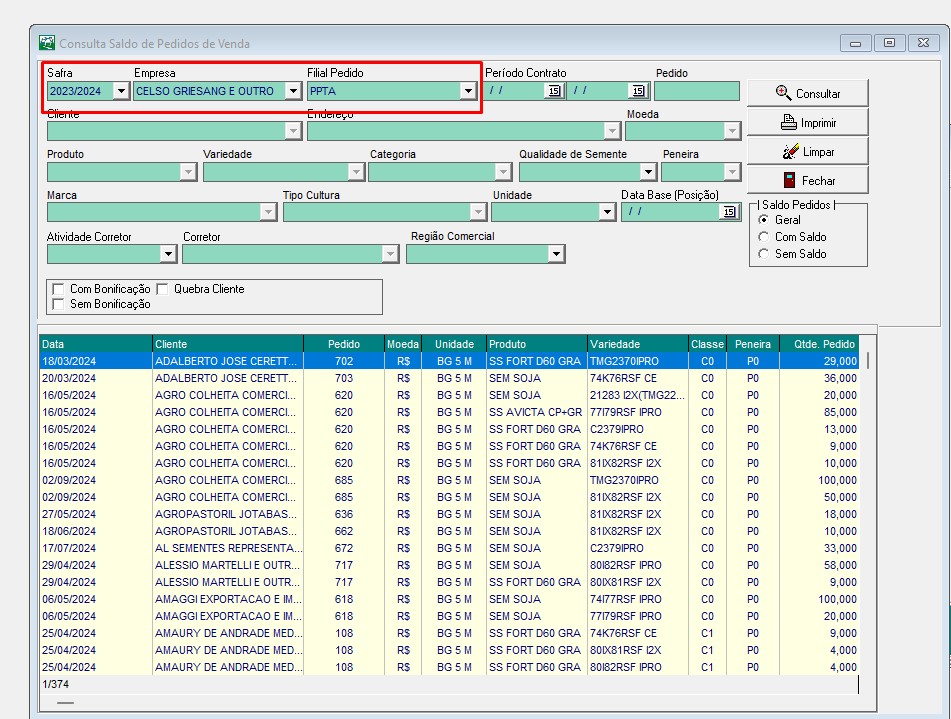 Consulta Saldo de Pedidos de Venda
Safra Empresa Filial Pedido Período Contrato Pedido
2023/2024 CELSO GRIESANG E OUTRO PPTA / / 15 / / 15 Consultar
Cliente Endereço Moeda
Imprimir
Produto Variedade Categoria Qualidade de Semente Peneira Limpar
Fechar
Marca Tipo Cultura Unidade Data Base (Posição) Saldo Pedidos
/ / 15 Geral
Atividade Corretor Corretor Região Comercial Com Saldo
Sem Saldo
Com Bonificação Quebra Cliente
Sem Bonificação
Data Cliente Pedido Moeda Unidade Produto Variedade Classe Peneira Qtde. Pedido
18/03/2024 ADALBERTO JOSE CERETT... 702 R$ BG 5 M SS FORT D60 GRA TMG2370IPRO C0 P0 29,000
20/03/2024 ADALBERTO JOSE CERETT... 703 R$ BG 5 M SEM SOJA 74K76RSF CE C0 P0 36,000
16/05/2024 AGRO COLHEITA COMERCI... 620 R$ BG 5 M SEM SOJA 21283 I2X(TMG22... C0 P0 20,000
16/05/2024 AGRO COLHEITA COMERCI... 620 R$ BG 5 M SS AVICTA CP+GR 77I79RSF IPRO C0 P0 85,000
16/05/2024 AGRO COLHEITA COMERCI... 620 R$ BG 5 M SS FORT D60 GRA C2379IPRO C0 P0 13,000
16/05/2024 AGRO COLHEITA COMERCI... 620 R$ BG 5 M SS FORT D60 GRA 74K76RSF CE C0 P0 9,000
16/05/2024 AGRO COLHEITA COMERCI... 620 R$ BG 5 M SS FORT D60 GRA 81IX82RSF I2X C0 P0 10,000
02/09/2024 AGRO COLHEITA COMERCI... 685 R$ BG 5 M SEM SOJA TMG2370IPRO C0 P0 100,000
02/09/2024 AGRO COLHEITA COMERCI... 685 R$ BG 5 M SEM SOJA 81IX82RSF I2X C0 P0 50,000
27/05/2024 AGROPASTORIL JOTABAS... 636 R$ BG 5 M SEM SOJA 81IX82RSF I2X C0 P0 18,000
18/06/2024 AGROPASTORIL JOTABAS... 662 R$ BG 5 M SEM SOJA 81IX82RSF I2X C0 P0 10,000
17/07/2024 AL SEMENTES REPRESENTA... 672 R$ BG 5 M SEM SOJA C2379IPRO C0 P0 33,000
29/04/2024 ALESSIO MARTELLI E OUTR... 717 R$ BG 5 M SEM SOJA 80I82RSF IPRO C0 P0 58,000
29/04/2024 ALESSIO MARTELLI E OUTR... 717 R$ BG 5 M SS FORT D60 GRA 80IX81RSF I2X C0 P0 9,000
06/05/2024 AMAGGI EXPORTACAO E IM... 618 R$ BG 5 M SEM SOJA 74I77RSF IPRO C0 P0 100,000
06/05/2024 AMAGGI EXPORTACAO E IM... 618 R$ BG 5 M SEM SOJA 77I79RSF IPRO C0 P0 20,000
25/04/2024 AMAURY DE ANDRADE MED... 108 R$ BG 5 M SS FORT D60 GRA 74K76RSF CE C1 P0 9,000
25/04/2024 AMAURY DE ANDRADE MED... 108 R$ BG 5 M SS FORT D60 GRA 80IX81RSF I2X C1 P0 4,000
25/04/2024 AMAURY DE ANDRADE MED... 108 R$ BG 5 M SS FORT D60 GRA 80I82RSF IPRO C1 P0 4,000
1/374